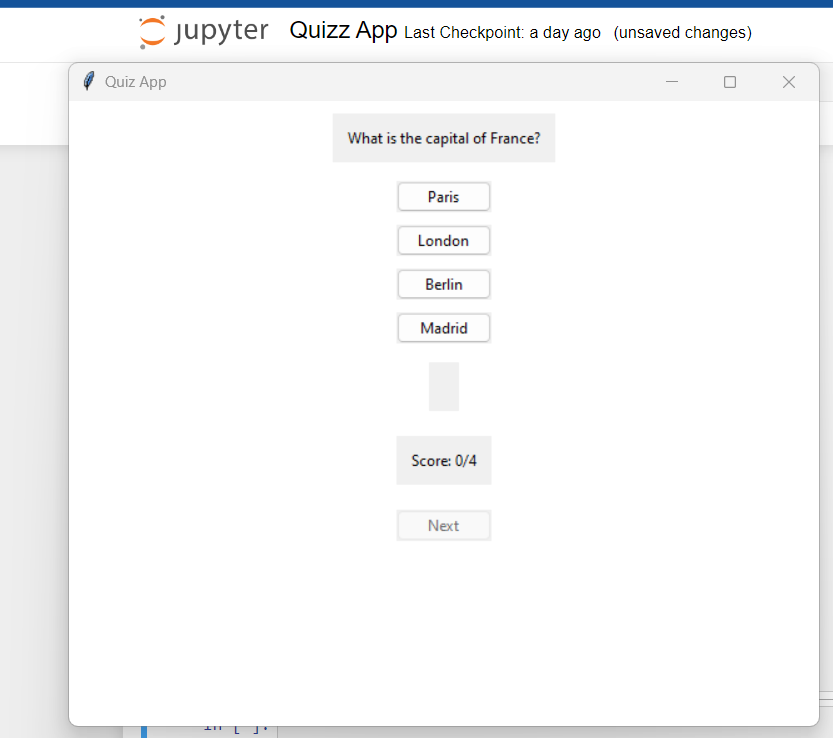 jupyter Quizz App Last Checkpoint: a day ago (unsaved changes)
Quiz App
What is the capital of France?
Paris
London
Berlin
Madrid
Score: 0/4
Next
In [ ]: